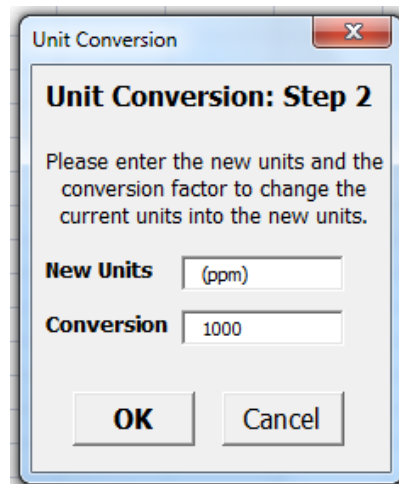 Unit Conversion
Unit Conversion: Step 2
Please enter the new units and the
conversion factor to change the
current units into the new units.
New Units (ppm)
Conversion 1000
OK Cancel